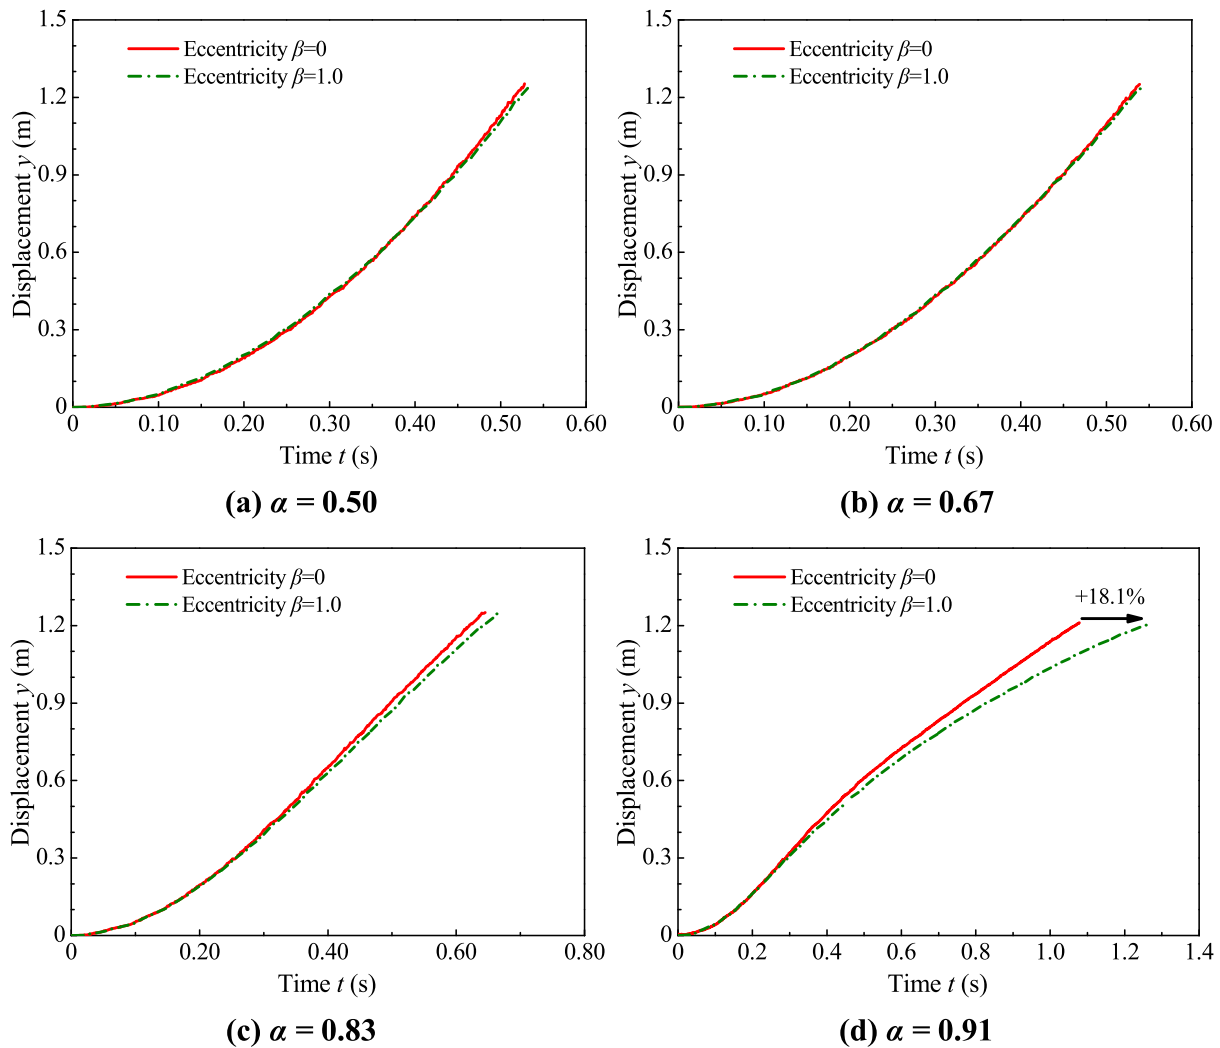 1.5
1.2
0.9
0.6
0.3
0
Displacement y (m)
Eccentricity β=0
Eccentricity β=1.0
0
0.10
0.20
0.30
0.40
0.50
0.60
Time t (s)
(a) α = 0.50
1.5
1.2
0.9
0.6
0.3
0
Displacement y (m)
Eccentricity β=0
Eccentricity β=1.0
0
0.10
0.20
0.30
0.40
0.50
0.60
Time t (s)
(b) α = 0.67
1.5
1.2
0.9
0.6
0.3
0
Displacement y (m)
Eccentricity β=0
Eccentricity β=1.0
0
0.20
0.40
0.60
0.80
Time t (s)
(c) α = 0.83
1.5
1.2
0.9
0.6
0.3
0
Displacement y (m)
Eccentricity β=0
Eccentricity β=1.0
+18.1%
0
0.2
0.4
0.6
0.8
1.0
1.2
1.4
Time t (s)
(d) α = 0.91